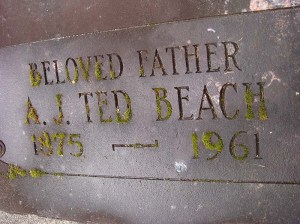 BELOVED FATHER
A. J. TED BEACH
1875 — 1961